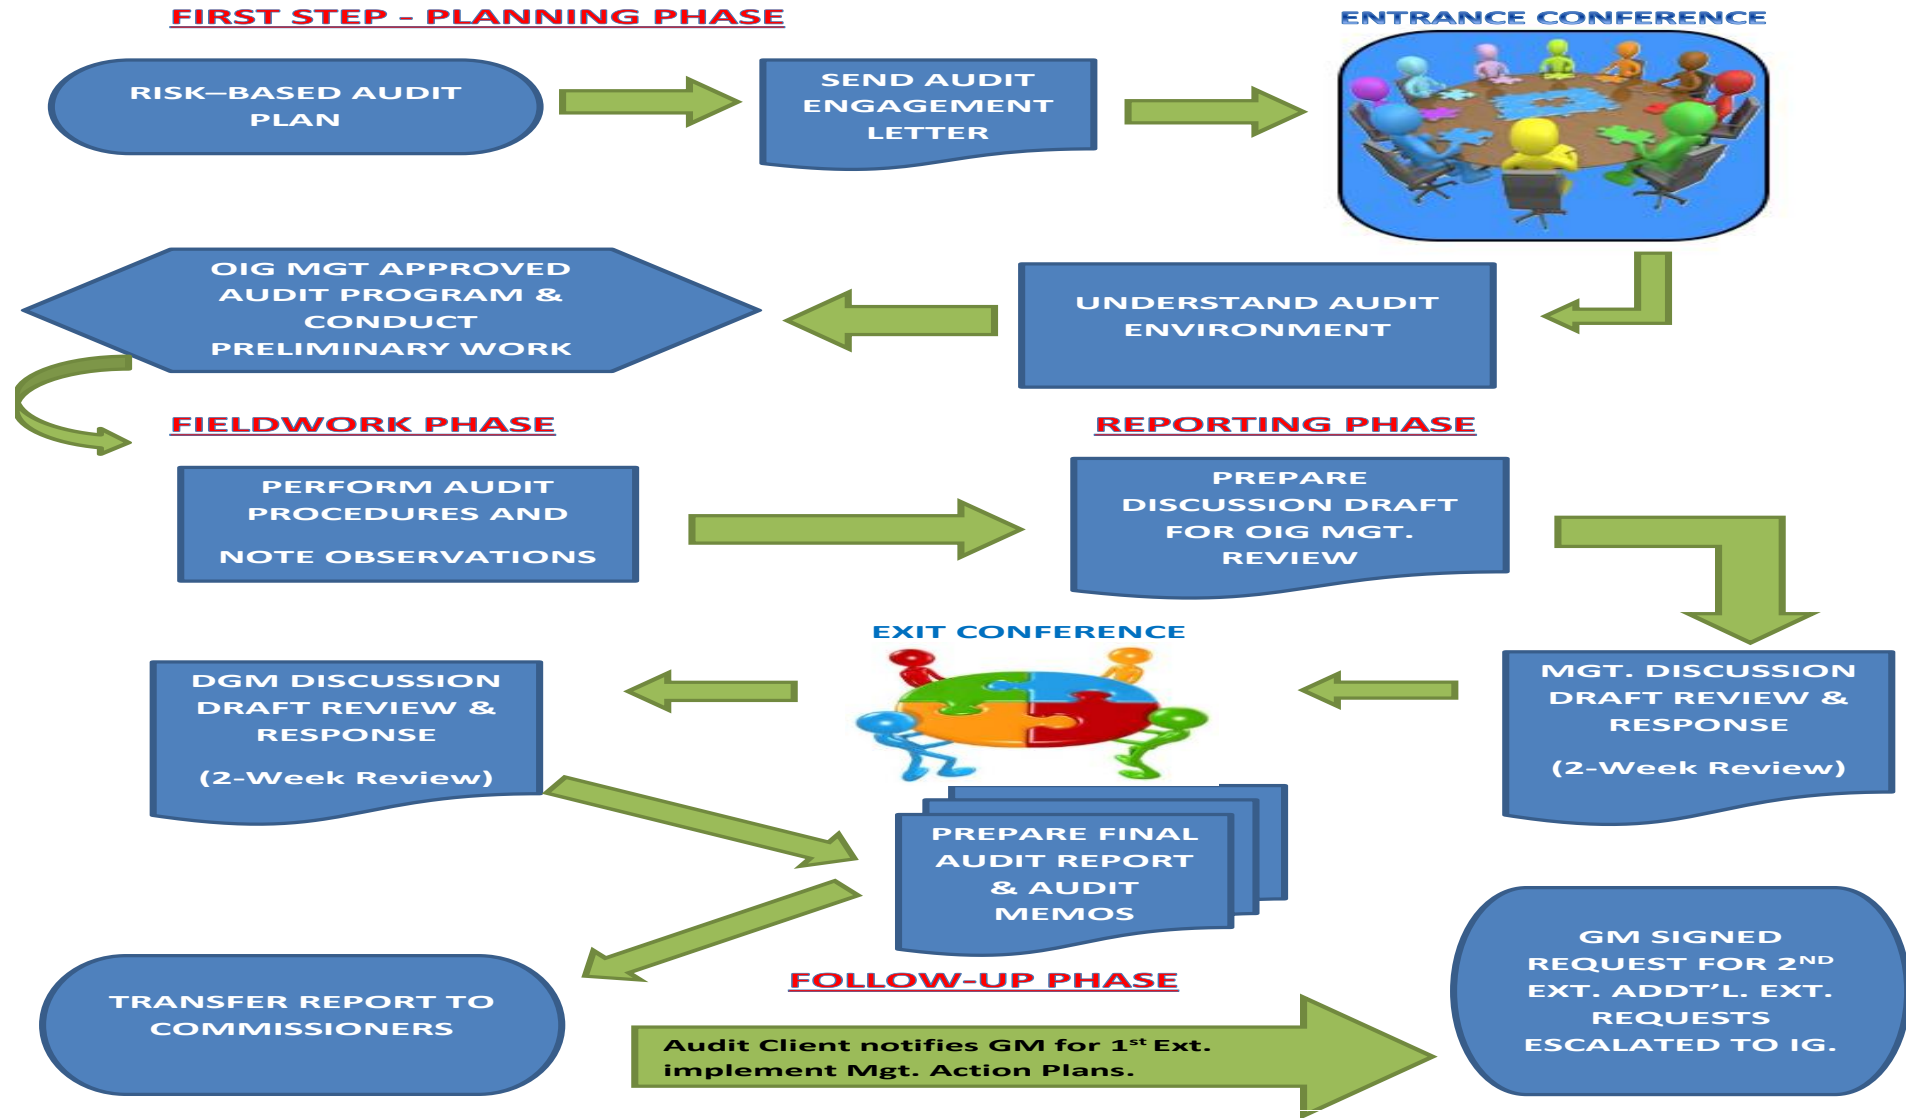 FIRST STEP - PLANNING PHASE
ENTRANCE CONFERENCE
RISK–BASED AUDIT
PLAN
SEND AUDIT
ENGAGEMENT
LETTER
OIG MGT APPROVED
AUDIT PROGRAM &
CONDUCT
PRELIMINARY WORK
UNDERSTAND AUDIT
ENVIRONMENT
FIELDWORK PHASE
REPORTING PHASE
PERFORM AUDIT
PROCEDURES AND
NOTE OBSERVATIONS
PREPARE
DISCUSSION DRAFT
FOR OIG MGT.
REVIEW
EXIT CONFERENCE
DGM DISCUSSION
DRAFT REVIEW &
RESPONSE
(2-Week Review)
MGT. DISCUSSION
DRAFT REVIEW &
RESPONSE
(2-Week Review)
PREPARE FINAL
AUDIT REPORT
& AUDIT
MEMOS
TRANSFER REPORT TO
COMMISSIONERS
FOLLOW-UP PHASE
Audit Client notifies GM for 1st Ext.
implement Mgt. Action Plans.
GM SIGNED
REQUEST FOR 2ND
EXT. ADDT’L. EXT.
REQUESTS
ESCALATED TO IG.